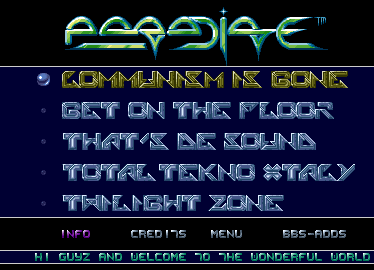 PARADISE™
COMMUNISM IS GONE
GET ON THE FLOOR
THAT'S DE SOUND
TOTAL TEKNO XTACY
TWILIGHT ZONE
INFO CREDITS MENU BBS-ADDS
HI GUYZ AND WELCOME TO THE WONDERFUL WORLD